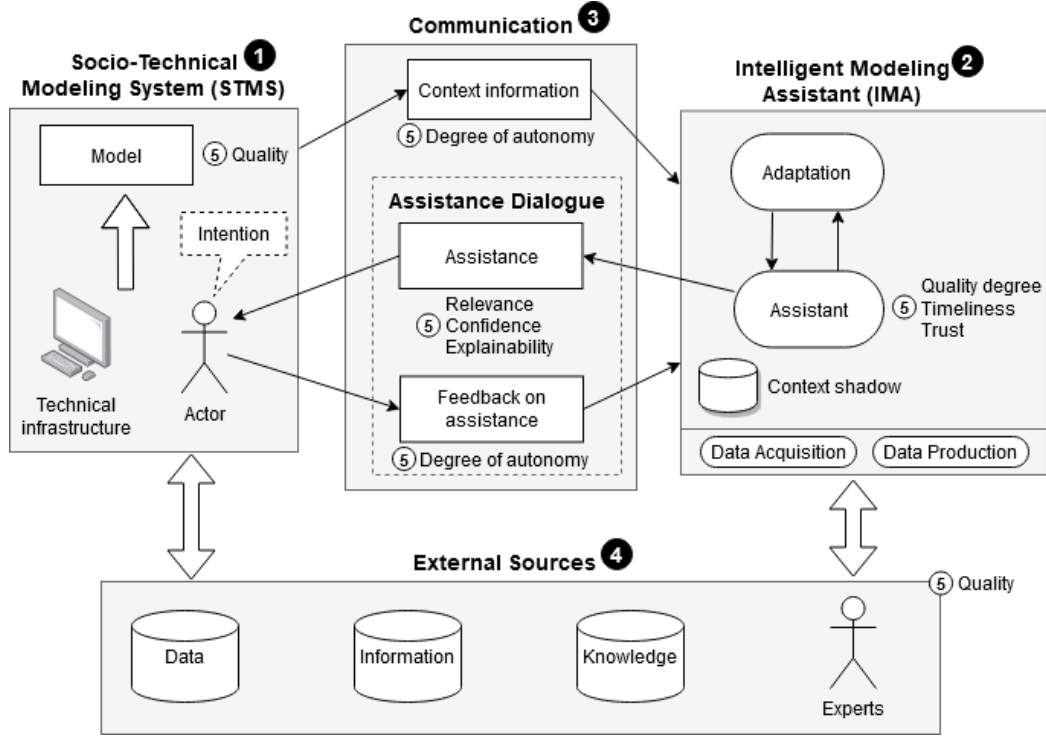 Socio-Technical 1
Modeling System (STMS)
Model
5 Quality
Intention
Technical
infrastructure
Actor
Communication 3
Context information
5 Degree of autonomy
Assistance Dialogue
Assistance
Relevance
5 Confidence
Explainability
Feedback on
assistance
5 Degree of autonomy
Intelligent Modeling 2
Assistant (IMA)
Adaptation
Assistant
Quality degree
5 Timeliness
Trust
Context shadow
Data Acquisition
Data Production
External Sources 4
5 Quality
Data
Information
Knowledge
Experts